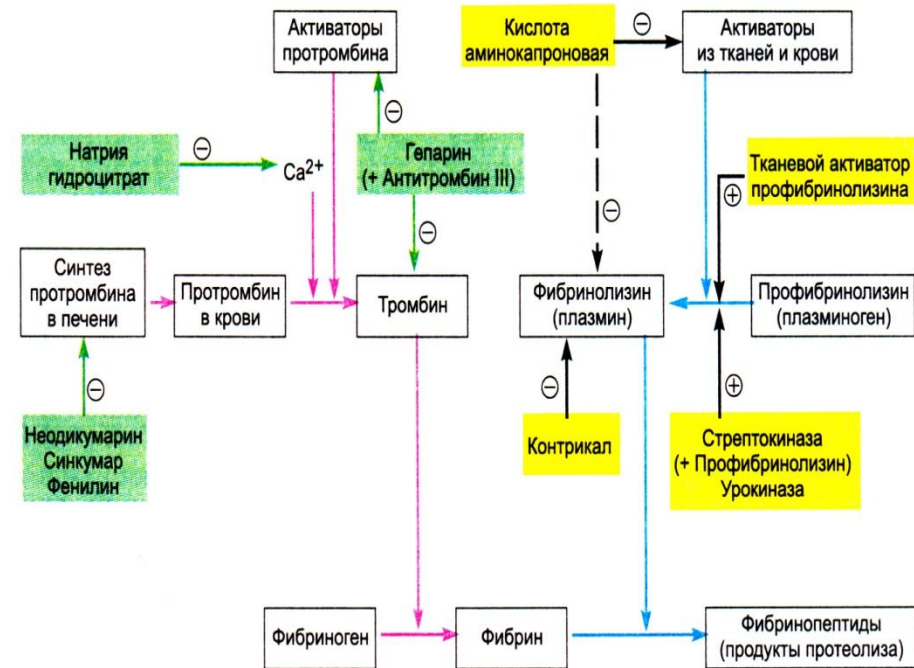 Активаторы
протромбина
Кислота
аминокапроновая
Активаторы
из тканей и крови
Натрия
гидроцитрат
Ca²⁺
Гепарин
(+ Антитромбин III)
Тканевой активатор
профибринолизина
Синтез
протромбина
в печени
Протромбин
в крови
Тромбин
Фибринолизин
(плазмин)
Профибринолизин
(плазминоген)
Неодикумарин
Синкумар
Фенилин
Контрикал
Стрептокиназа
(+ Профибринолизин)
Урокиназа
Фибриноген
Фибрин
Фибринопептиды
(продукты протеолиза)